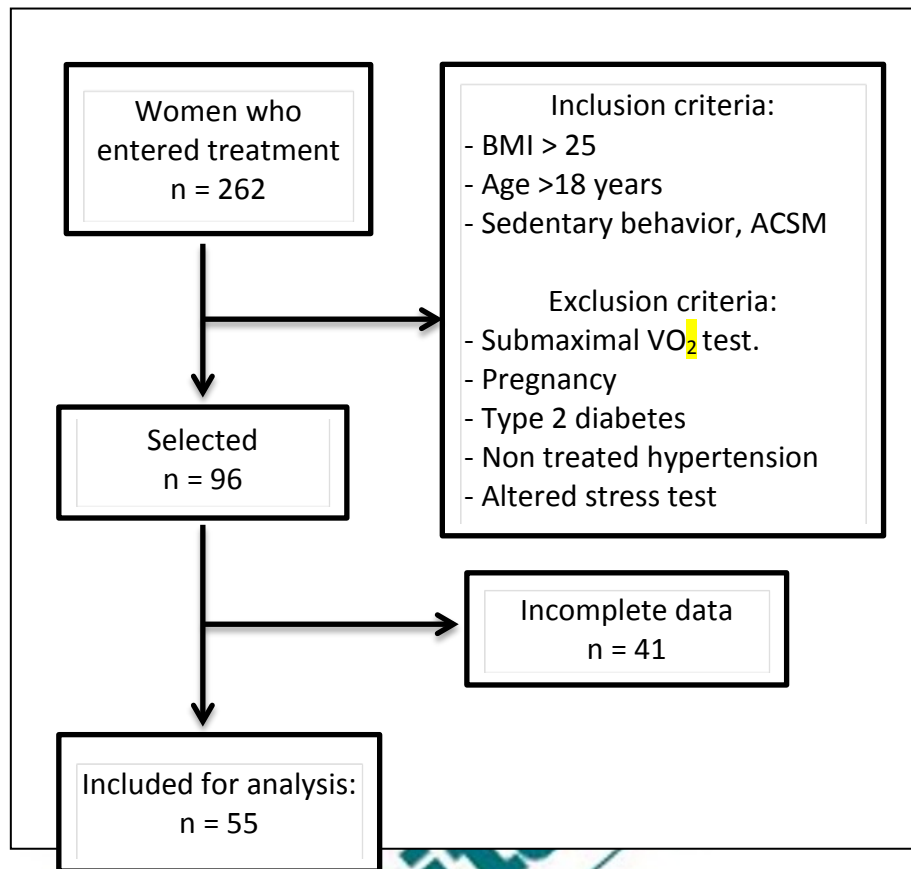 Women who
entered treatment
n = 262
Inclusion criteria:
- BMI > 25
- Age >18 years
- Sedentary behavior, ACSM
Exclusion criteria:
- Submaximal VO₂ test.
- Pregnancy
- Type 2 diabetes
- Non treated hypertension
- Altered stress test
Selected
n = 96
Incomplete data
n = 41
Included for analysis:
n = 55